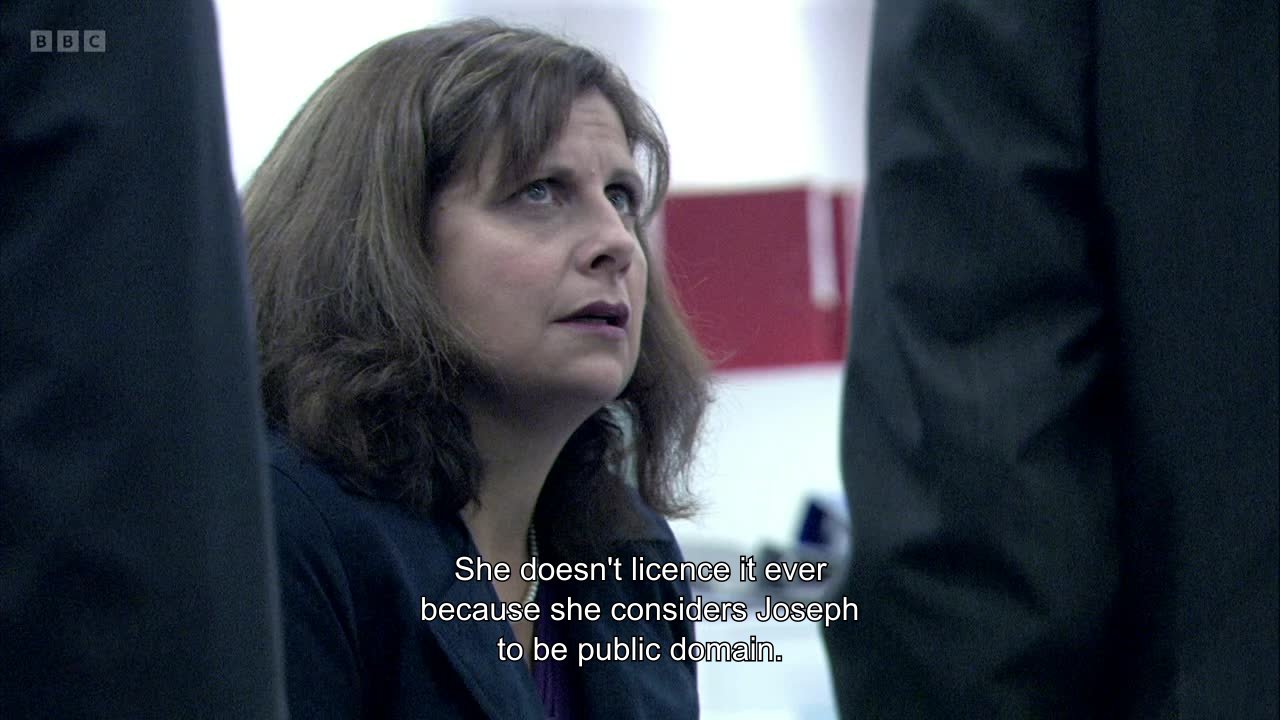 BBC
She doesn't licence it ever
because she considers Joseph
to be public domain.